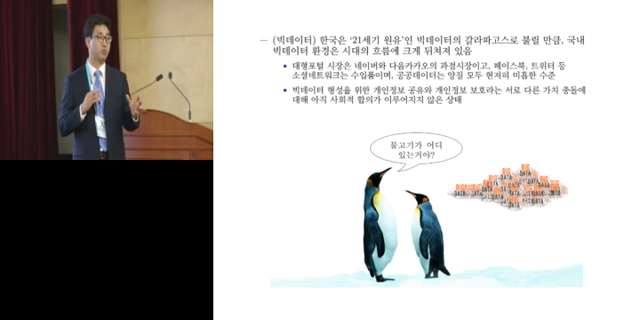 – (빅데이터) 한국은 '21세기 원유'인 빅데이터의 갈라파고스로 불릴 만큼, 국내
빅데이터 환경은 시대의 흐름에 크게 뒤쳐져 있음
• 대형포털 시장은 네이버와 다음카카오의 과점시장이고, 페이스북, 트위터 등
소셜네트워크는 수입품이며, 공공데이터는 양질 모두 현저히 미흡한 수준
• 빅데이터 형성을 위한 개인정보 공유와 개인정보 보호라는 서로 다른 가치 충돌에
대해 아직 사회적 합의가 이루어지지 않은 상태
물고기가 어디
있는거야?
DATA
DATA
DATA
DATA